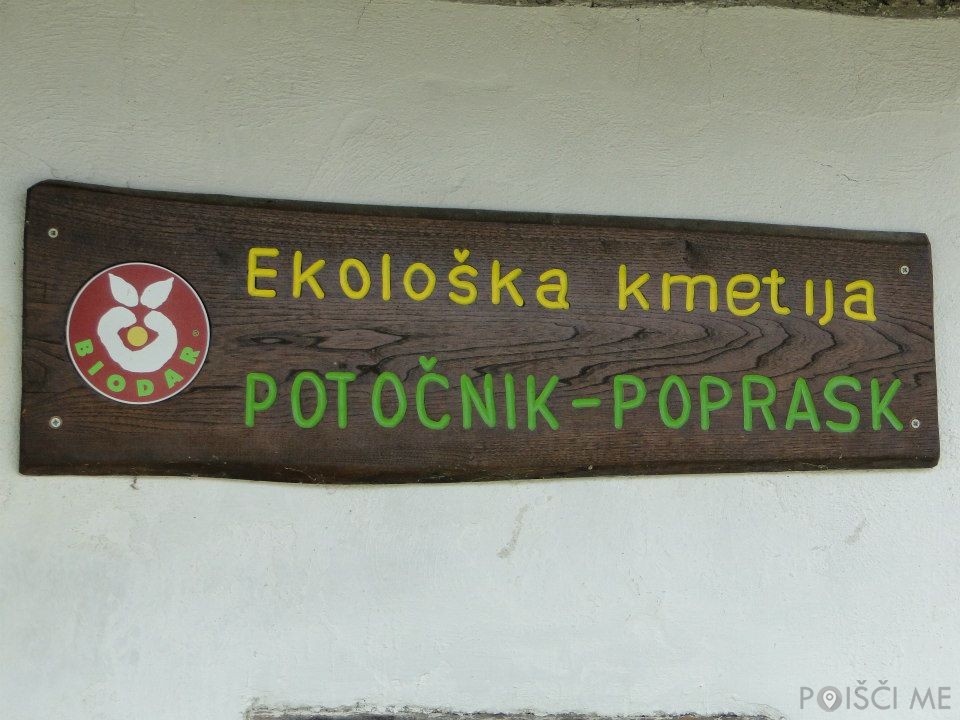 Ekološka kmetija
BIODAR®
POTOČNIK-POPRASK
POIŠČI ME